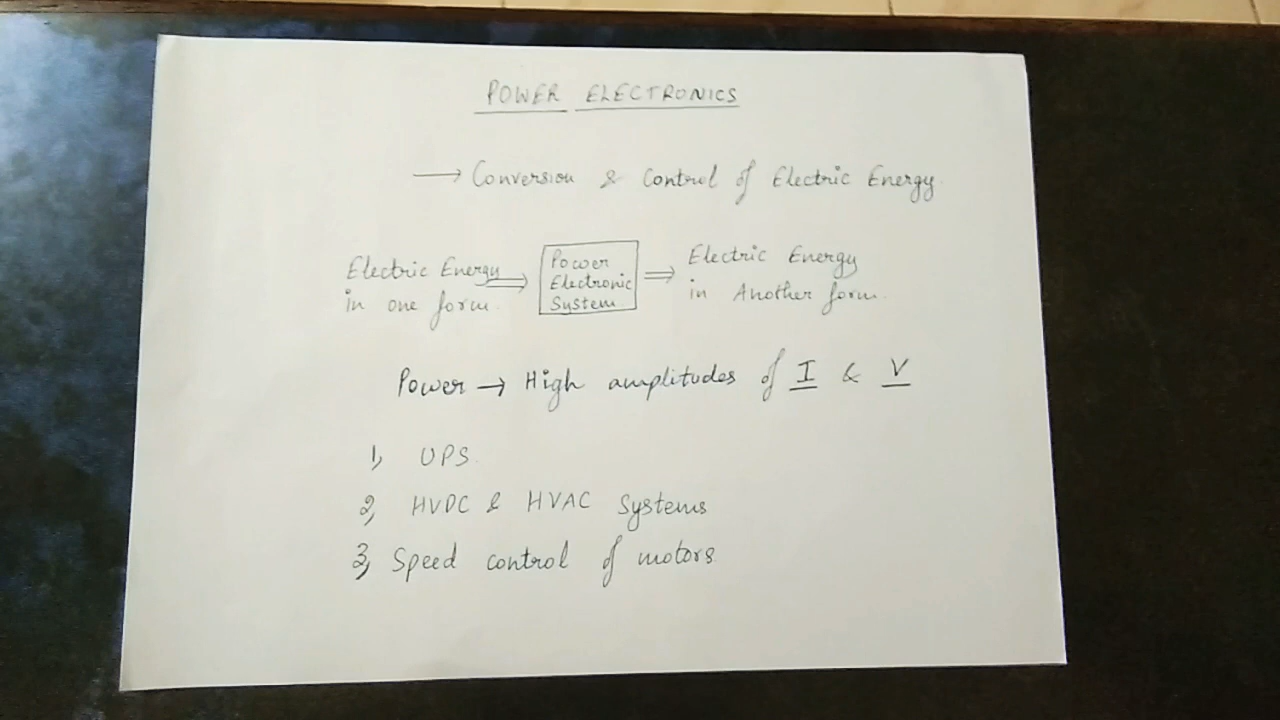 POWER ELECTRONICS
→ Conversion & Control of Electric Energy
Electric Energy
in one form.
⇒
Power
Electronic
System
⇒
Electric Energy
in Another form.
Power → High amplitudes of I & V
1, UPS.
2, HVDC & HVAC Systems
3, Speed control of motors.